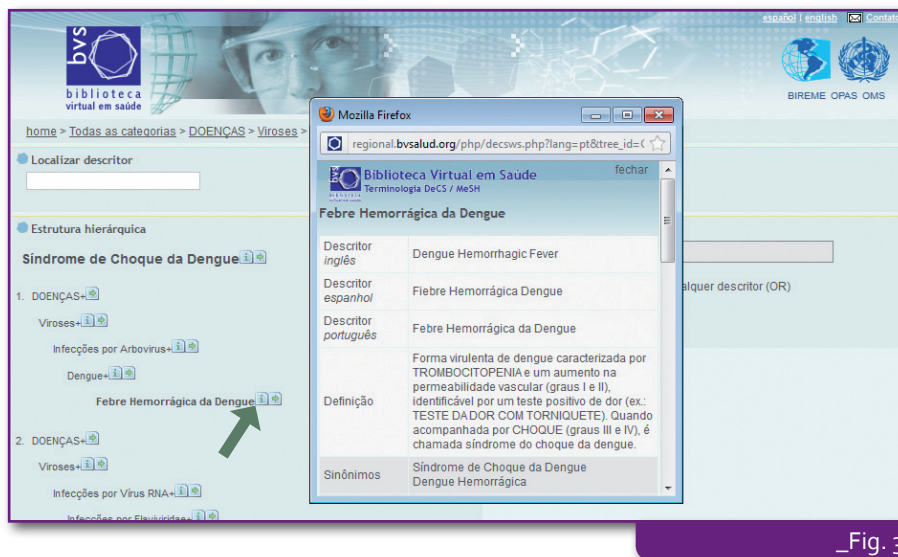 español | english Contato
bvs
biblioteca
virtual em saúde
BIREME OPAS OMS
home > Todas as categorias > DOENÇAS > Viroses >
Localizar descritor
Estrutura hierárquica
Síndrome de Choque da Dengue
1. DOENÇAS+
Viroses+
Infecções por Arbovirus+
Dengue+
Febre Hemorrágica da Dengue
2. DOENÇAS+
Viroses+
Infecções por Vírus RNA+
Infecções por Flaviviridae+
Mozilla Firefox
regional.bvsalud.org/php/decsws.php?lang=pt&tree_id=
Biblioteca Virtual em Saúde
Terminologia DeCS / MeSH
fechar
Febre Hemorrágica da Dengue
Descritor
inglês
Dengue Hemorrhagic Fever
Descritor
espanhol
Fiebre Hemorrágica Dengue
Descritor
português
Febre Hemorrágica da Dengue
Definição
Forma virulenta de dengue caracterizada por
TROMBOCITOPENIA e um aumento na
permeabilidade vascular (graus I e II),
identificável por um teste positivo de dor (ex.:
TESTE DA DOR COM TORNIQUETE). Quando
acompanhada por CHOQUE (graus III e IV), é
chamada síndrome do choque da dengue.
Sinônimos
Síndrome de Choque da Dengue
Dengue Hemorrágica
alquer descritor (OR)
_Fig. 3